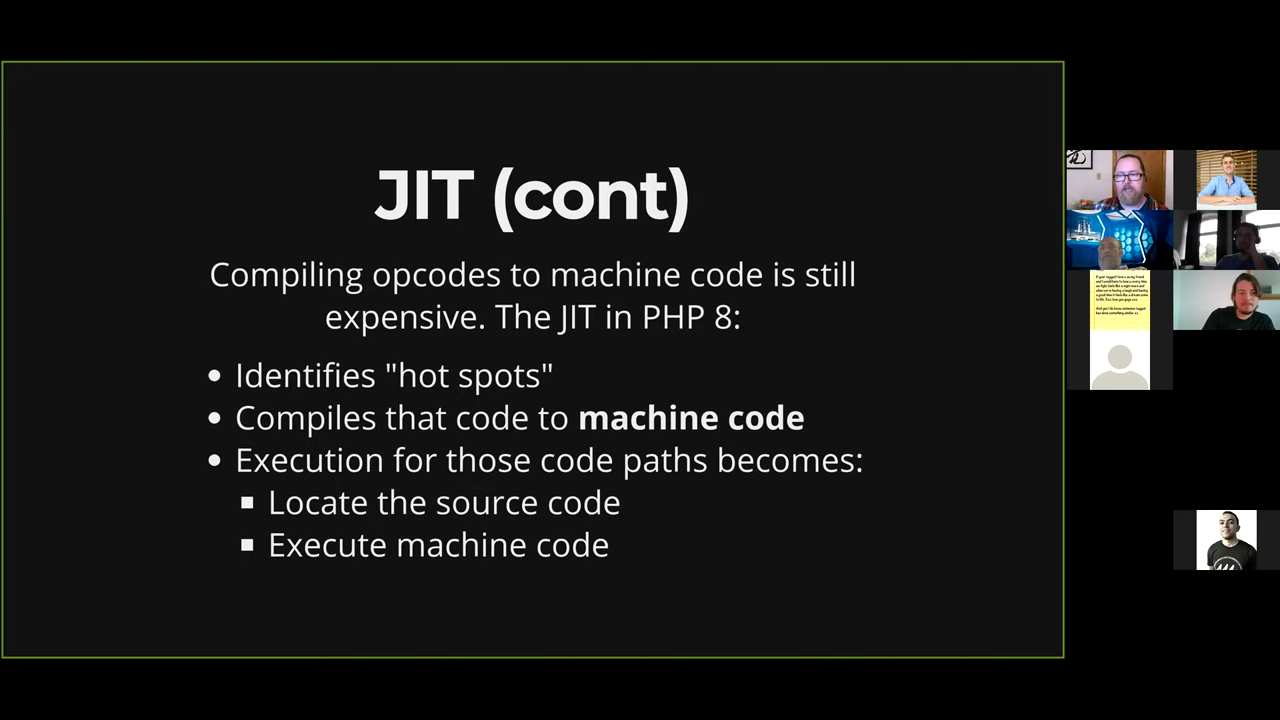 JIT (cont)
Compiling opcodes to machine code is still
expensive. The JIT in PHP 8:
Identifies "hot spots"
Compiles that code to machine code
Execution for those code paths becomes:
Locate the source code
Execute machine code